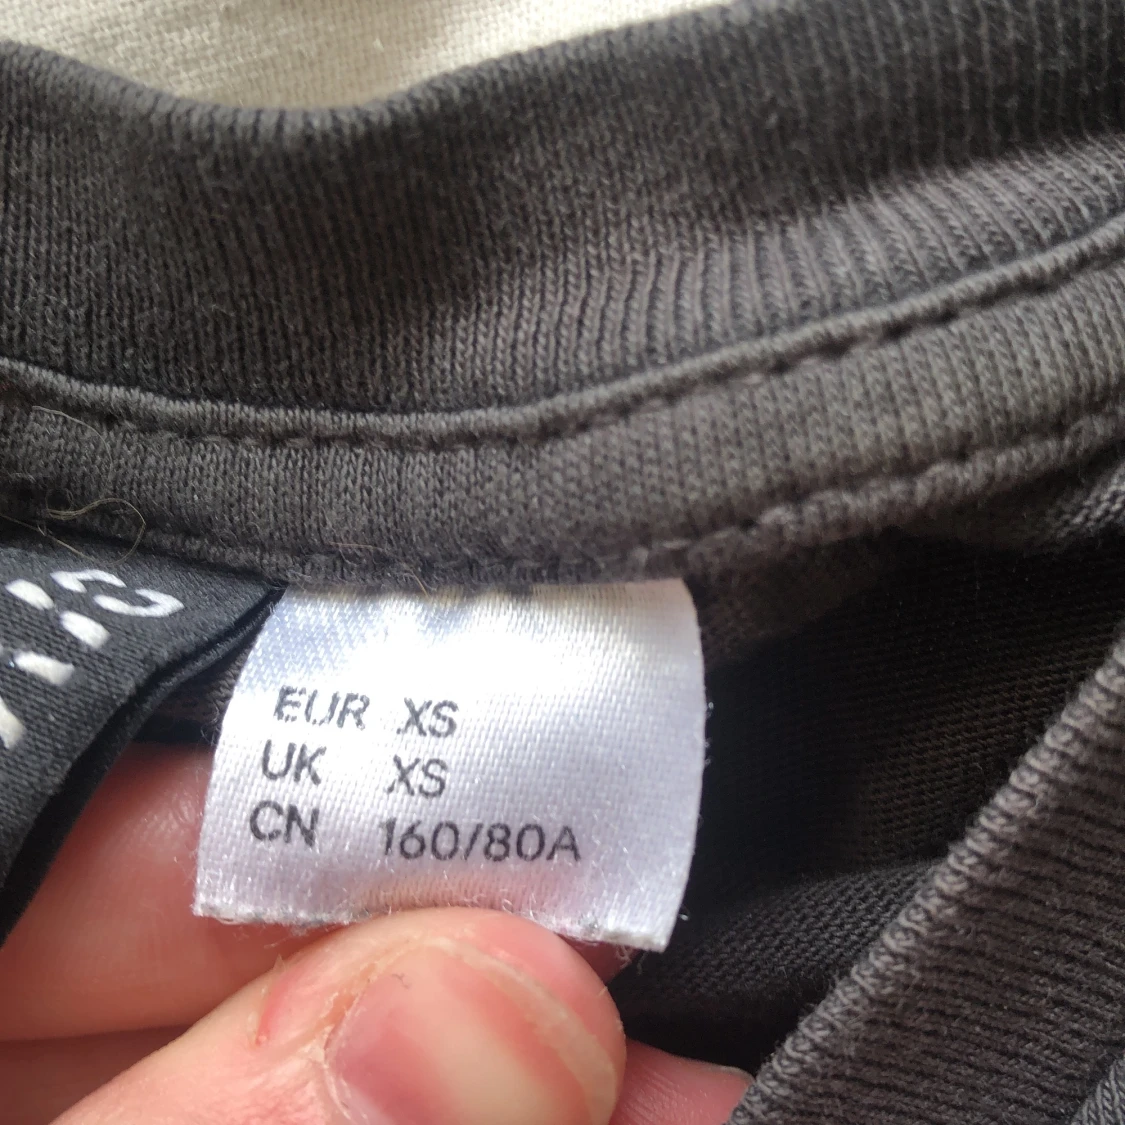 EUR XS
UK XS
CN 160/80A